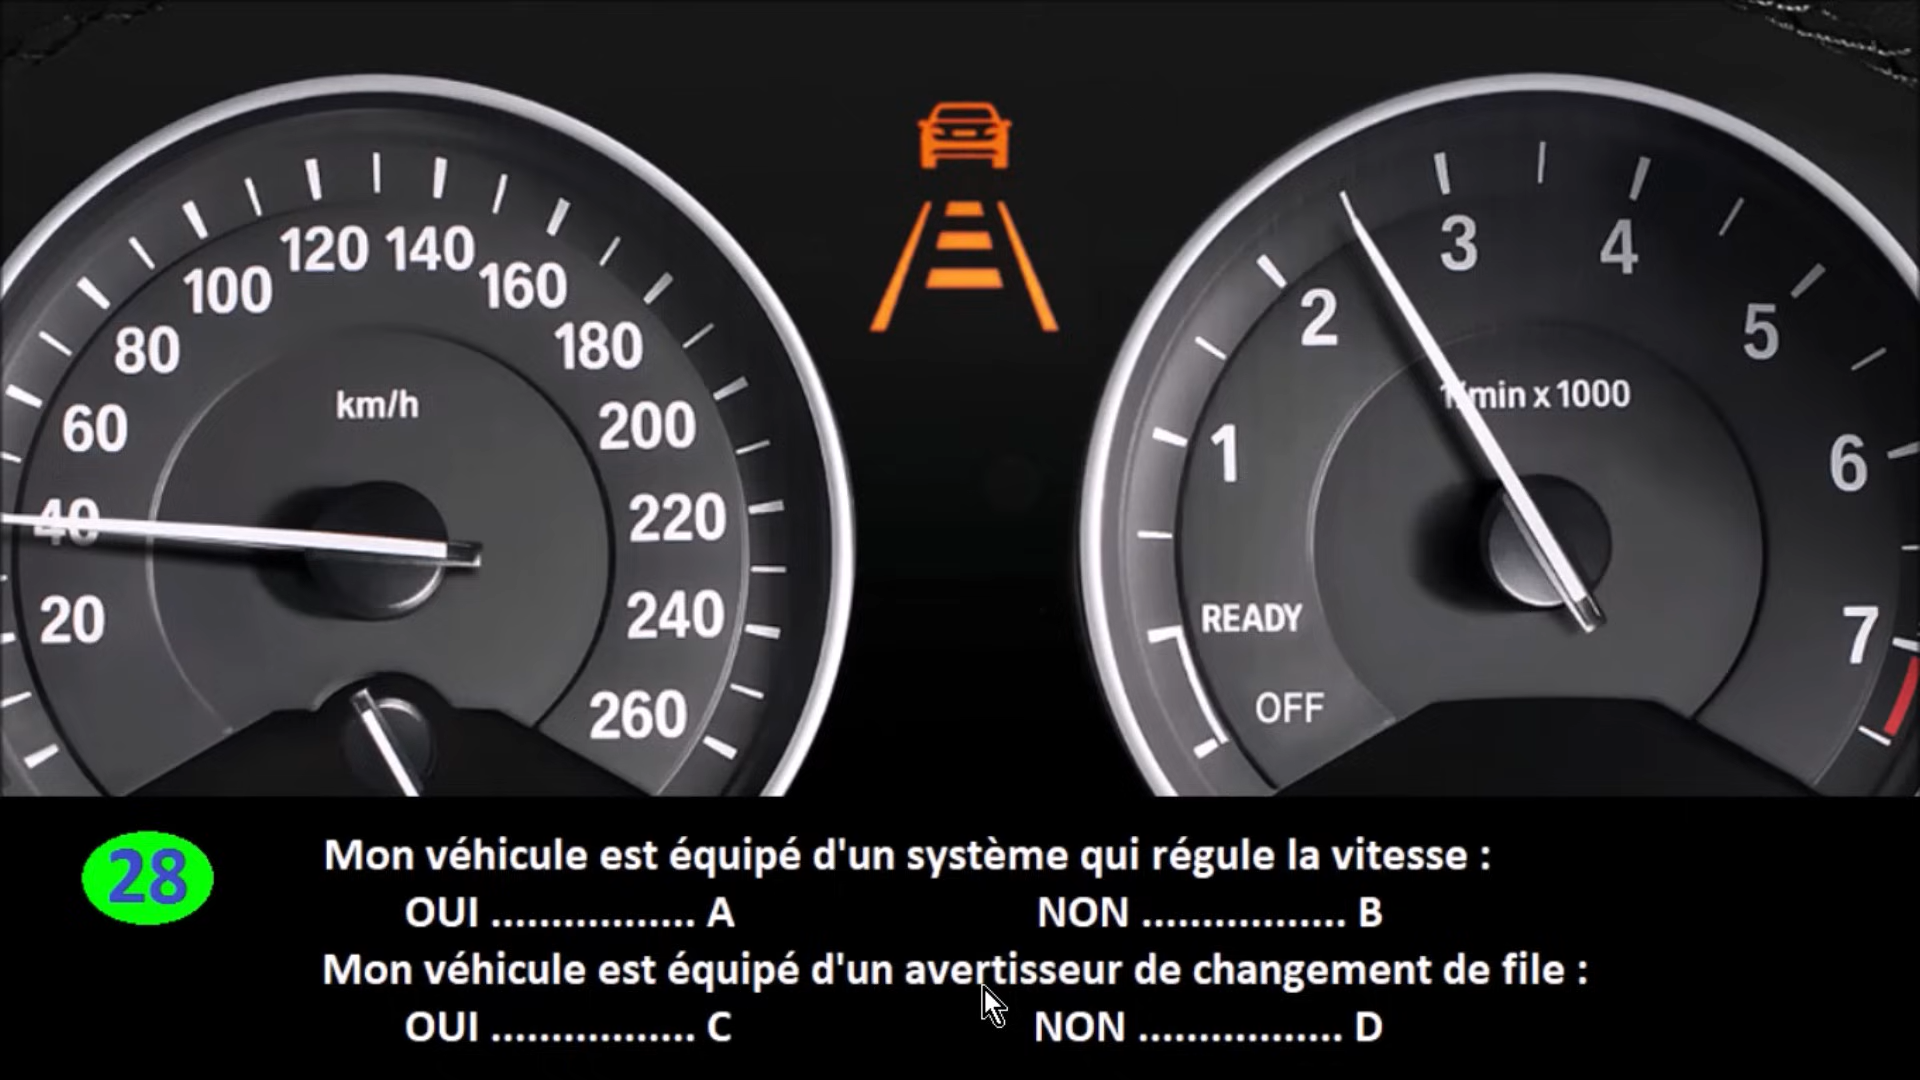 120 140
100 160
80 180
km/h
60 200
40 220
20 240
260
3 4
2 5
1/min x 1000
1 6
READY 7
OFF
28
Mon véhicule est équipé d'un système qui régule la vitesse :
OUI ................. A NON ................. B
Mon véhicule est équipé d'un avertisseur de changement de file :
OUI ................. C NON ................. D